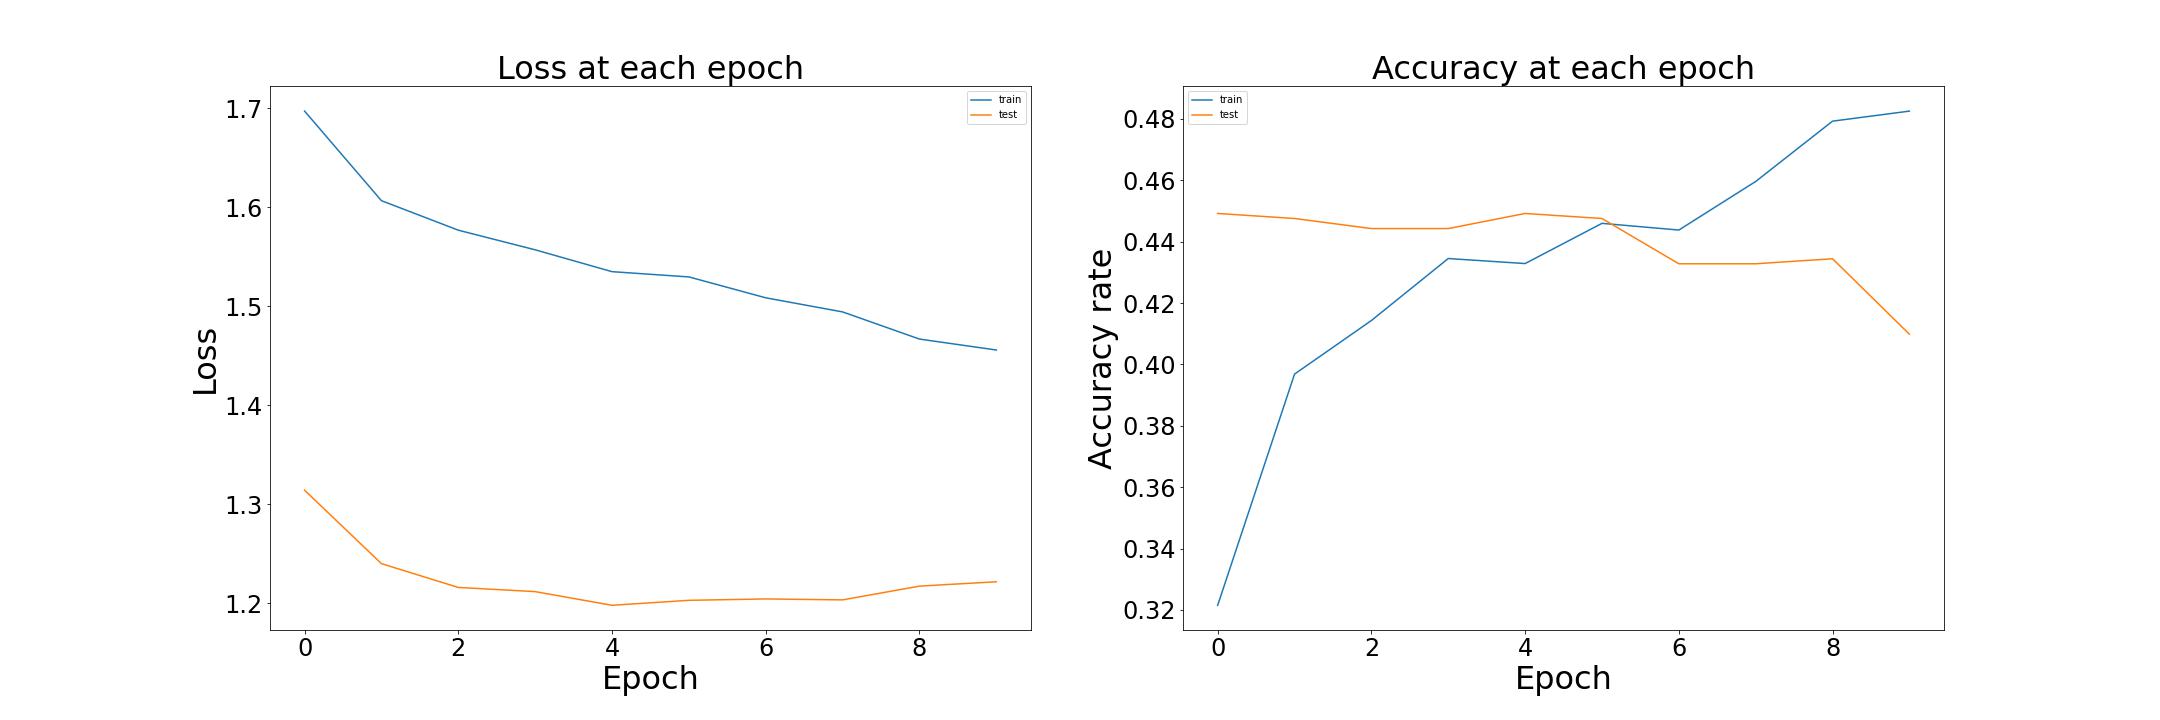 Loss at each epoch
Loss
1.7
1.6
1.5
1.4
1.3
1.2
train
test
0
2
4
6
8
Epoch
Accuracy at each epoch
Accuracy rate
0.48
0.46
0.44
0.42
0.40
0.38
0.36
0.34
0.32
train
test
0
2
4
6
8
Epoch